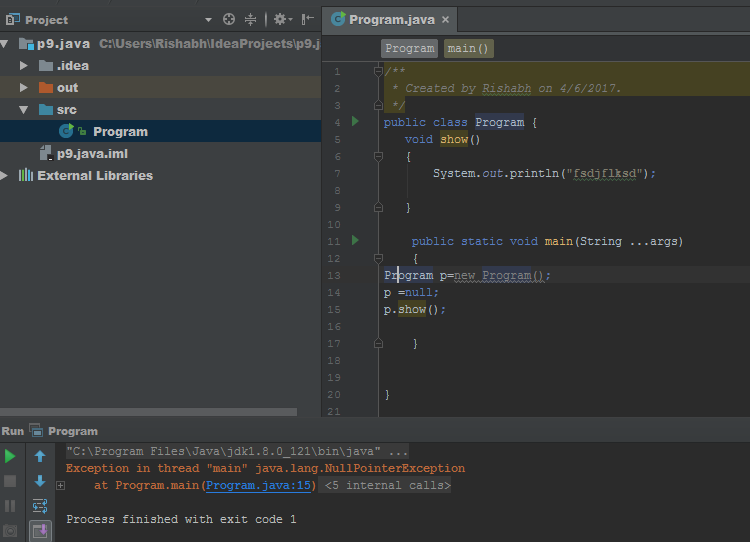 Project
Program.java ×
p9.java C:\Users\Rishabh\IdeaProjects\p9.j
.idea
out
src
Program
p9.java.iml
External Libraries
Program main()
1 /**
2 * Created by Rishabh on 4/6/2017.
3 */
4 public class Program {
5 void show()
6 {
7 System.out.println("fsdjflksd");
8
9 }
10
11 public static void main(String ...args)
12 {
13 Program p=new Program();
14 p =null;
15 p.show();
16
17 }
18
19
20 }
21
Run Program
"C:\Program Files\Java\jdk1.8.0_121\bin\java" ...
Exception in thread "main" java.lang.NullPointerException
at Program.main(Program.java:15) <5 internal calls>
Process finished with exit code 1